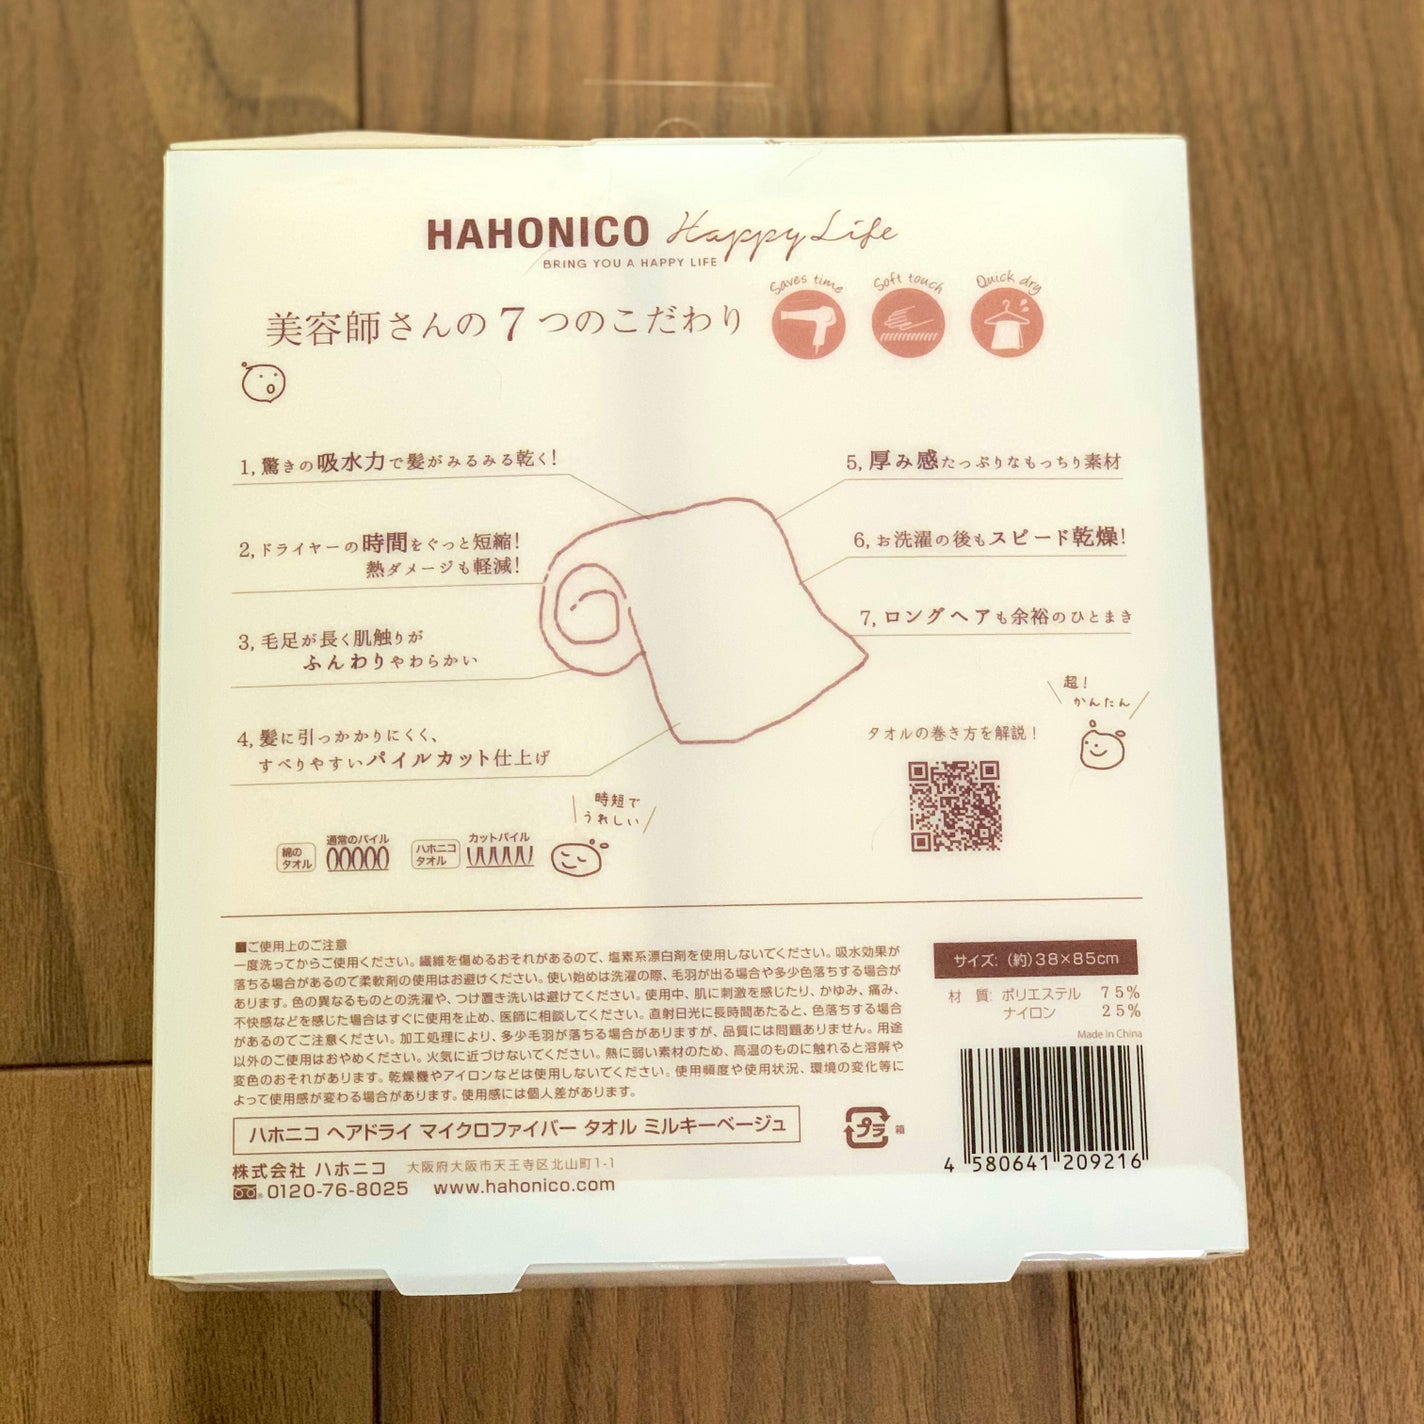 HAHONICO Happy Life
BRING YOU A HAPPY LIFE
美容師さんの7つのこだわり
Saves time
Soft touch
Quick dry
1, 驚きの吸水力で髪がみるみる乾く!
2, ドライヤーの時間をぐっと短縮!
熱ダメージも軽減!
3, 毛足が長く肌触りが
ふんわりやわらかい
4, 髪に引っかかりにくく、
すべりやすいパイルカット仕上げ
5, 厚み感たっぷりなもっちり素材
6, お洗濯の後もスピード乾燥!
7, ロングヘアも余裕のひとまき
超!
かんたん
タオルの巻き方を解説!
時短で
うれしい
綿の
タオル
通常のパイル
ハホニコ
タオル
カットパイル
■ご使用上のご注意
一度洗ってからご使用ください。繊維を傷めるおそれがあるので、塩素系漂白剤を使用しないでください。吸水効果が
落ちる場合があるので柔軟剤の使用はお避けください。使い始めは洗濯の際、毛羽が出る場合や多少色落ちする場合が
あります。色の異なるものとの洗濯や、つけ置き洗いは避けてください。使用中、肌に刺激を感じたり、かゆみ、痛み、
不快感などを感じた場合はすぐに使用を止め、医師に相談してください。直射日光に長時間あたると、色落ちする場合
があるのでご注意ください。加工処理により、多少毛羽が落ちる場合がありますが、品質には問題ありません。用途
以外のご使用はおやめください。火気に近づけないでください。熱に弱い素材のため、高温のものに触れると溶解や
変色のおそれがあります。乾燥機やアイロンなどは使用しないでください。使用頻度や使用状況、環境の変化等に
よって使用感が変わる場合があります。使用感には個人差があります。
ハホニコ ヘアドライ マイクロファイバー タオル ミルキーベージュ
株式会社 ハホニコ 大阪府大阪市天王寺区北山町1-1
0120-76-8025 www.hahonico.com
プラ
箱
サイズ: (約)38×85cm
材 質: ポリエステル 75%
ナイロン 25%
Made in China
4 580641 209216